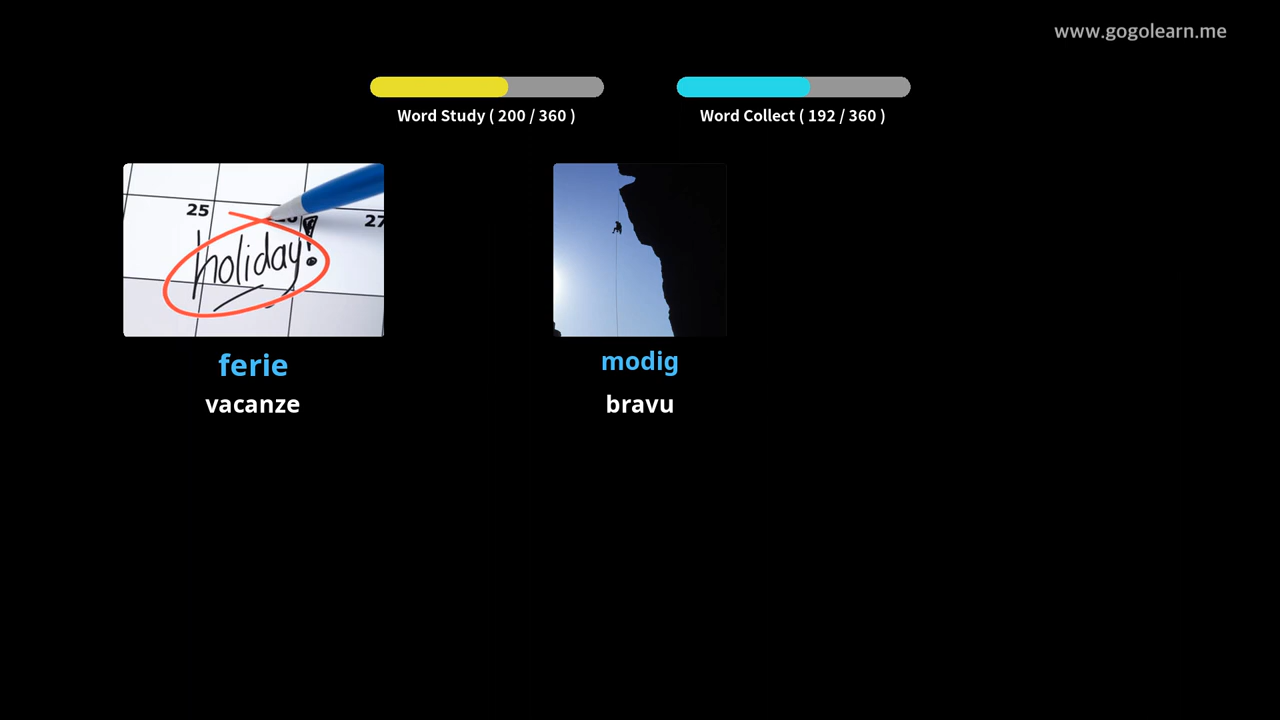 www.gogolearn.me
Word Study ( 200 / 360 )
Word Collect ( 192 / 360 )
25
27
holiday!
ferie
vacanze
modig
bravu